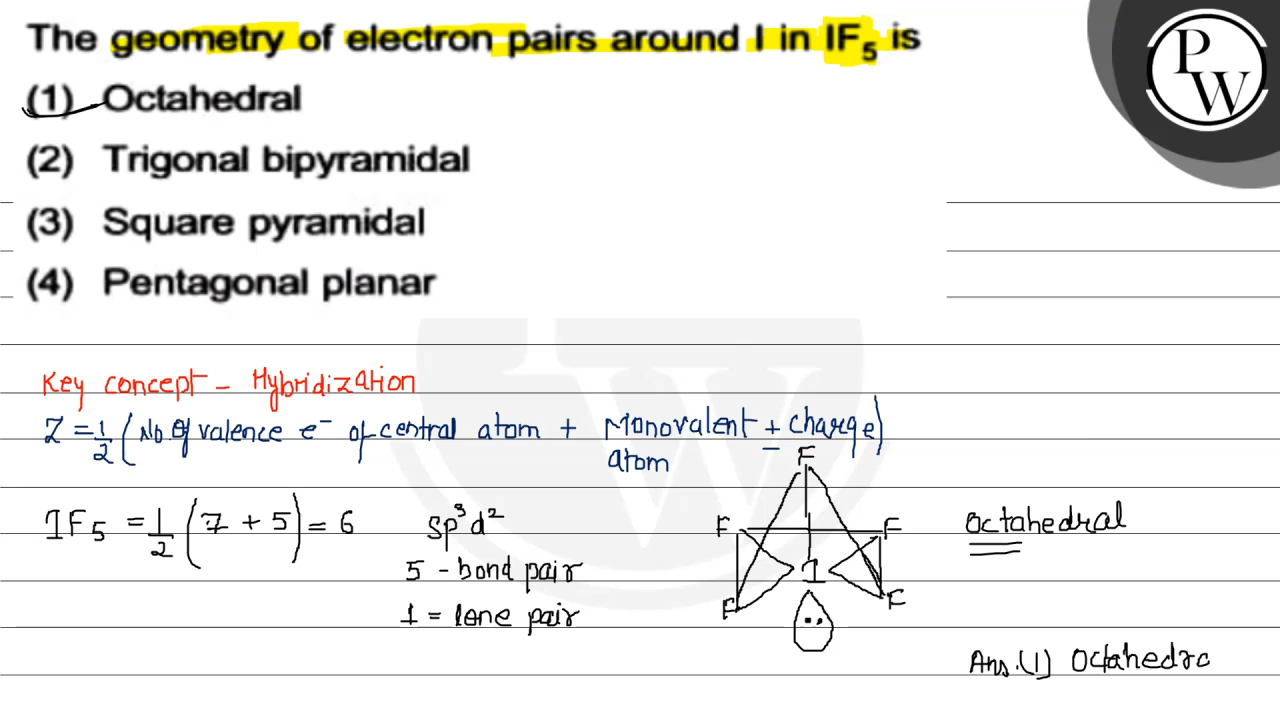 The geometry of electron pairs around I in IF₅ is
(1) Octahedral
(2) Trigonal bipyramidal
(3) Square pyramidal
(4) Pentagonal planar
P
W
Key concept - Hybridization
Z = 1/2 (No. of valence e⁻ of central atom + Monovalent ± charge)
atom
IF₅ = 1/2 (7 + 5) = 6 sp³d²
5 - bond pair
1 = lone pair
F
F F
I
F F
Octahedral
Ans. (1) Octahedra